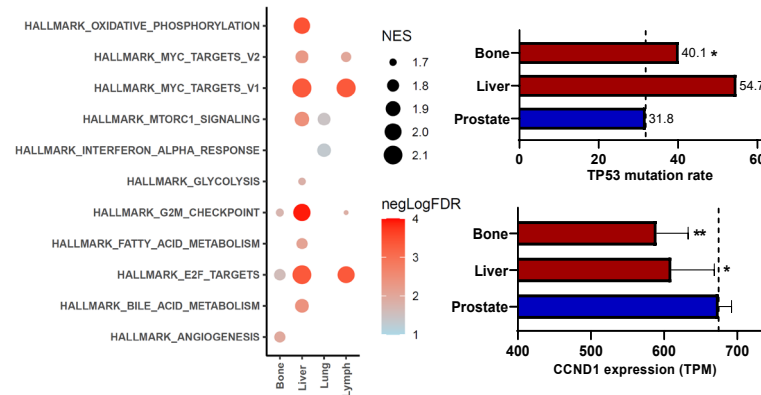 HALLMARK_OXIDATIVE_PHOSPHORYLATION
HALLMARK_MYC_TARGETS_V2
HALLMARK_MYC_TARGETS_V1
HALLMARK_MTORC1_SIGNALING
HALLMARK_INTERFERON_ALPHA_RESPONSE
HALLMARK_GLYCOLYSIS
HALLMARK_G2M_CHECKPOINT
HALLMARK_FATTY_ACID_METABOLISM
HALLMARK_E2F_TARGETS
HALLMARK_BILE_ACID_METABOLISM
HALLMARK_ANGIOGENESIS
Bone
Liver
Lung
Lymph
NES
1.7
1.8
1.9
2.0
2.1
negLogFDR
4
3
2
1
Bone
40.1 *
Liver
54.7
Prostate
31.8
0 20 40 60
TP53 mutation rate
Bone
**
Liver
*
Prostate
400 500 600 700
CCND1 expression (TPM)